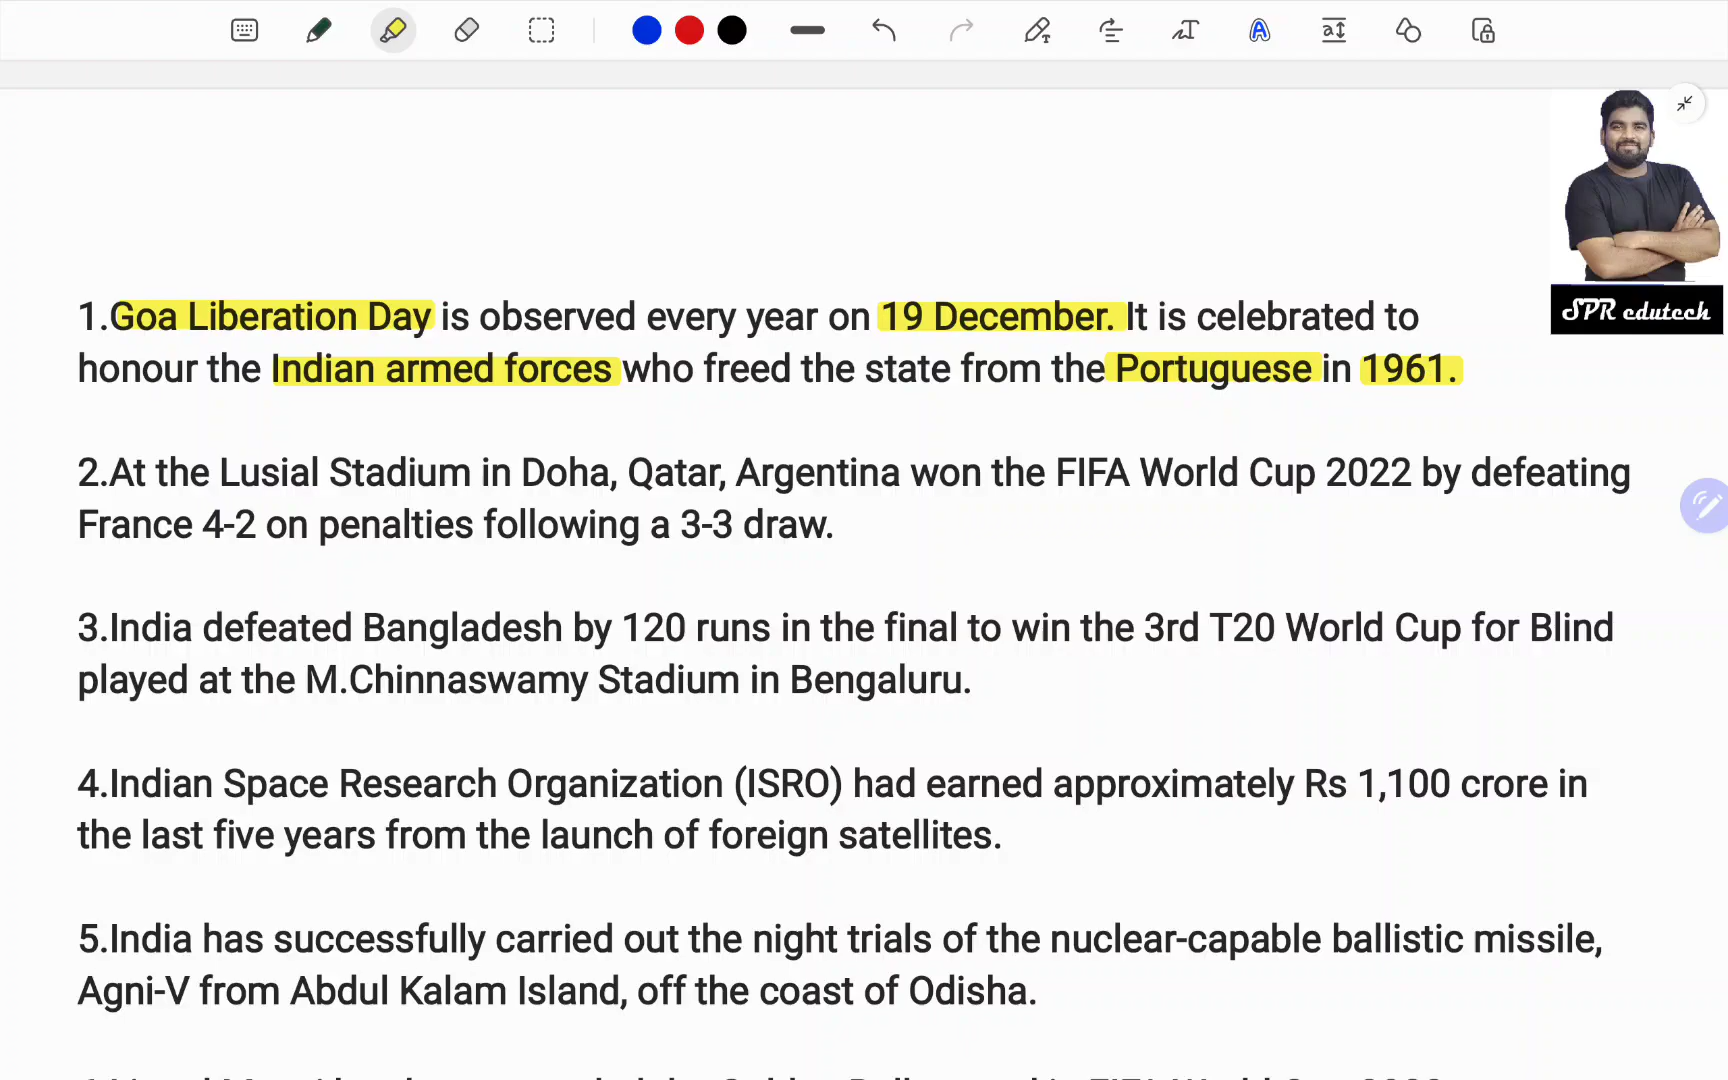 SPR edutech
1.Goa Liberation Day is observed every year on 19 December. It is celebrated to
honour the Indian armed forces who freed the state from the Portuguese in 1961.
2.At the Lusial Stadium in Doha, Qatar, Argentina won the FIFA World Cup 2022 by defeating
France 4-2 on penalties following a 3-3 draw.
3.India defeated Bangladesh by 120 runs in the final to win the 3rd T20 World Cup for Blind
played at the M.Chinnaswamy Stadium in Bengaluru.
4.Indian Space Research Organization (ISRO) had earned approximately Rs 1,100 crore in
the last five years from the launch of foreign satellites.
5.India has successfully carried out the night trials of the nuclear-capable ballistic missile,
Agni-V from Abdul Kalam Island, off the coast of Odisha.